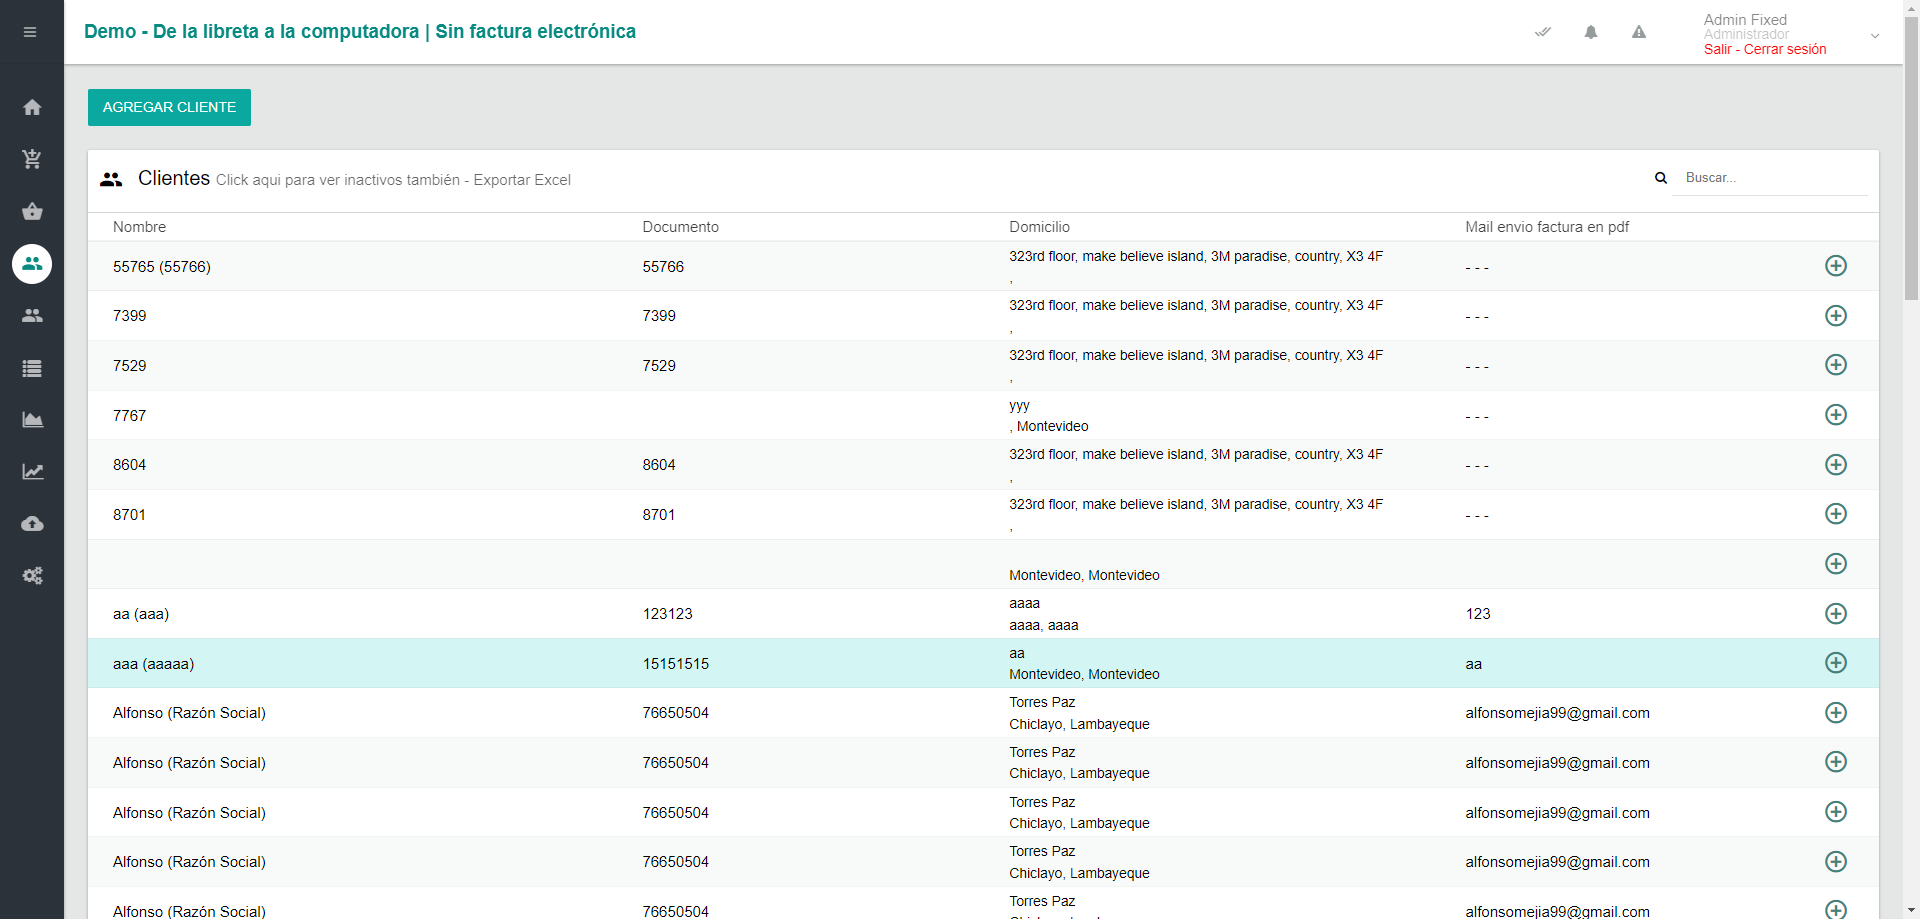 Demo - De la libreta a la computadora | Sin factura electrónica
Admin Fixed
Administrador
Salir - Cerrar sesión
AGREGAR CLIENTE
Clientes Click aqui para ver inactivos también - Exportar Excel
Buscar...
Nombre Documento Domicilio Mail envio factura en pdf
323rd floor, make believe island, 3M paradise, country, X3 4F
55765 (55766) 55766 - - -
,
323rd floor, make believe island, 3M paradise, country, X3 4F
7399 7399 - - -
,
323rd floor, make believe island, 3M paradise, country, X3 4F
7529 7529 - - -
,
yyy
7767 - - -
, Montevideo
323rd floor, make believe island, 3M paradise, country, X3 4F
8604 8604 - - -
,
323rd floor, make believe island, 3M paradise, country, X3 4F
8701 8701 - - -
,
Montevideo, Montevideo
aaaa
aa (aaa) 123123 123
aaaa, aaaa
aa
aaa (aaaaa) 15151515 aa
Montevideo, Montevideo
Torres Paz
Alfonso (Razón Social) 76650504 alfonsomejia99@gmail.com
Chiclayo, Lambayeque
Torres Paz
Alfonso (Razón Social) 76650504 alfonsomejia99@gmail.com
Chiclayo, Lambayeque
Torres Paz
Alfonso (Razón Social) 76650504 alfonsomejia99@gmail.com
Chiclayo, Lambayeque
Torres Paz
Alfonso (Razón Social) 76650504 alfonsomejia99@gmail.com
Chiclayo, Lambayeque
Torres Paz
Alfonso (Razón Social) 76650504 alfonsomejia99@gmail.com